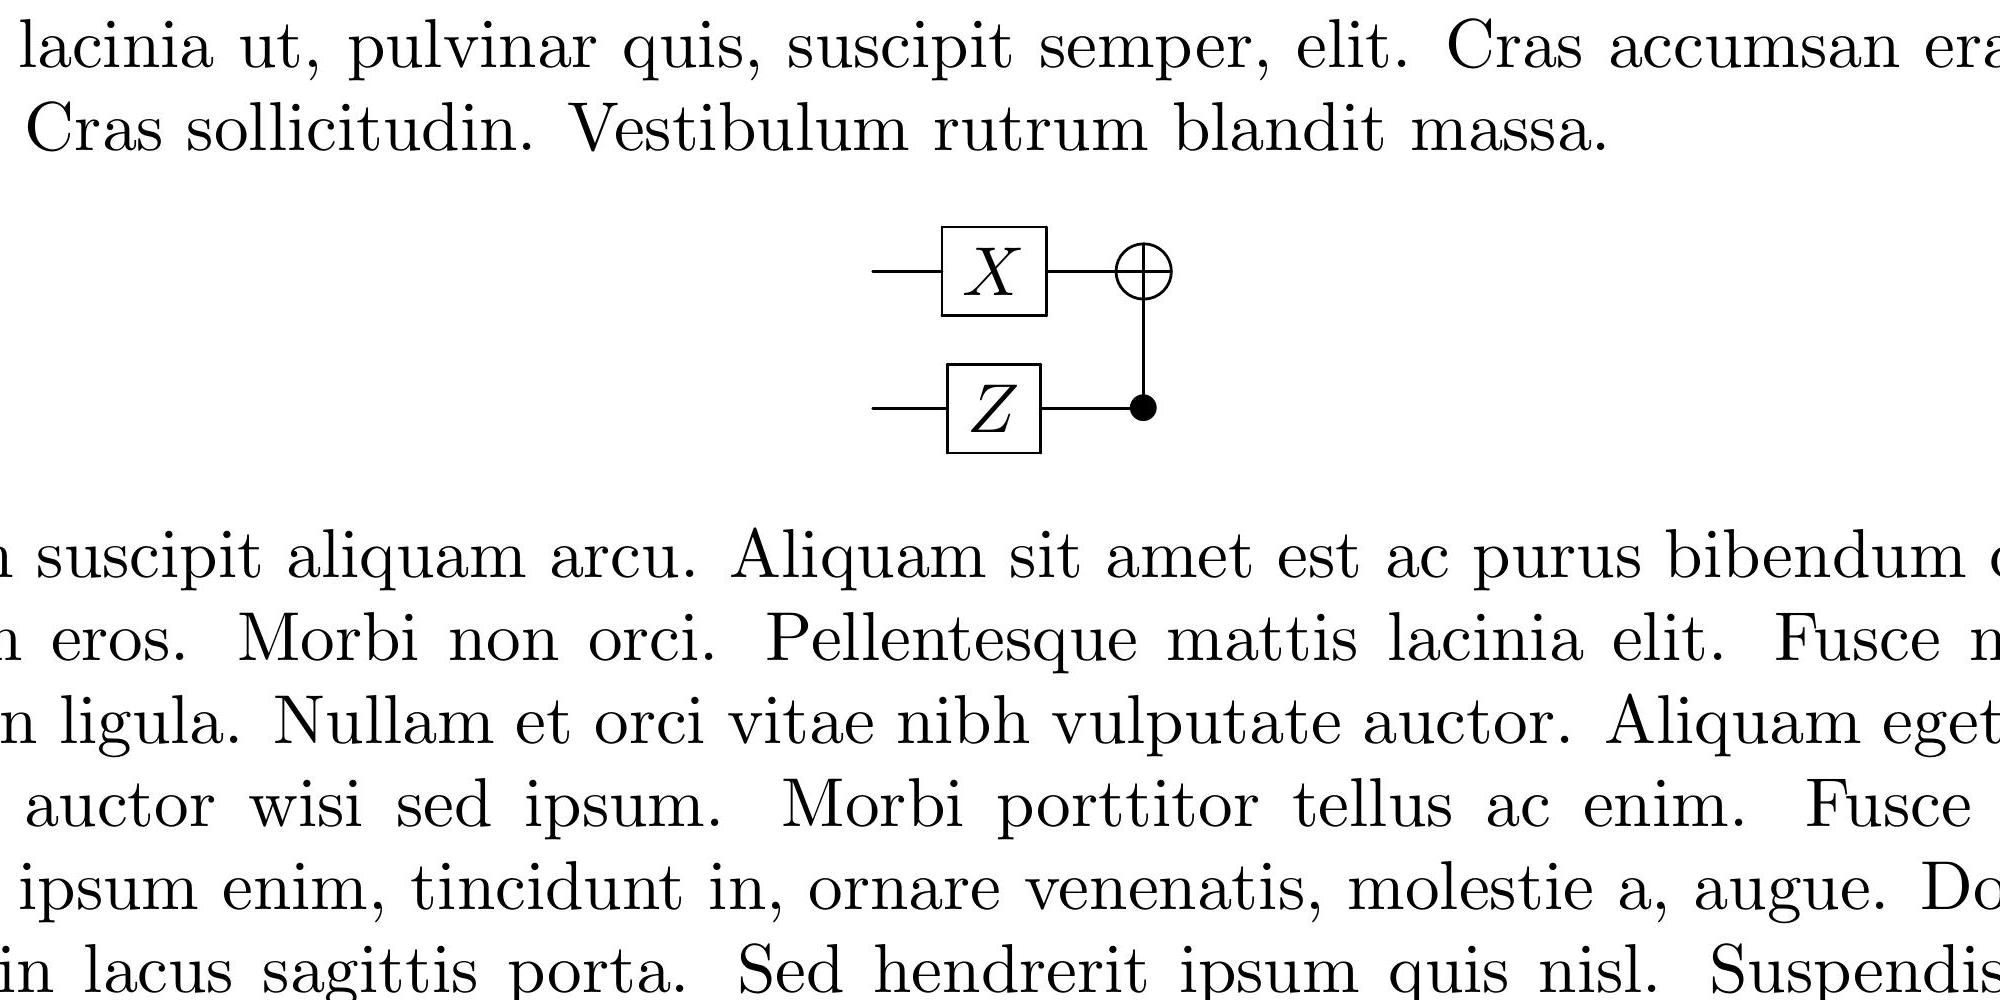 lacinia ut, pulvinar quis, suscipit semper, elit. Cras accumsan
Cras sollicitudin. Vestibulum rutrum blandit massa.
X
Z
suscipit aliquam arcu. Aliquam sit amet est ac purus bibendum
eros. Morbi non orci. Pellentesque mattis lacinia elit. Fusce
ligula. Nullam et orci vitae nibh vulputate auctor. Aliquam eget
auctor wisi sed ipsum. Morbi porttitor tellus ac enim. Fusce
ipsum enim, tincidunt in, ornare venenatis, molestie a, augue.
in lacus sagittis porta. Sed hendrerit ipsum quis nisl.